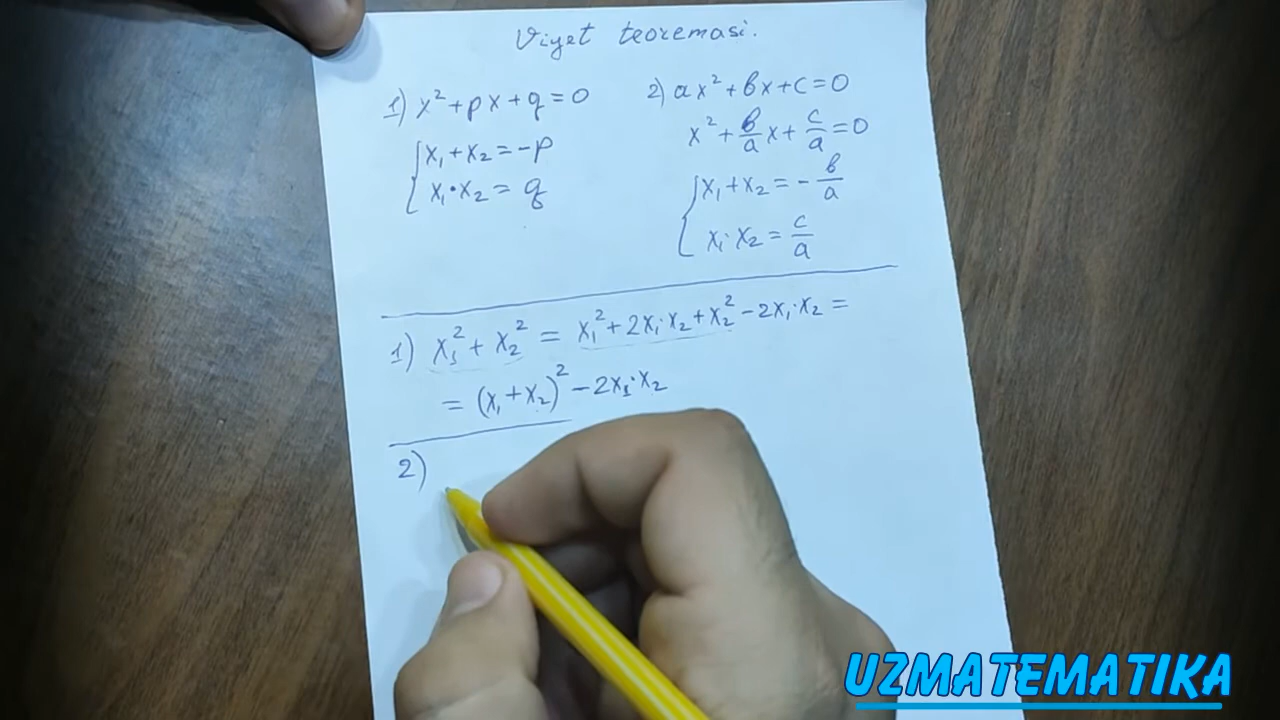 Viyet teoremasi.
1) x² + px + q = 0
{ x₁ + x₂ = -p
x₁ · x₂ = q
2) ax² + bx + c = 0
x² + b/a x + c/a = 0
{ x₁ + x₂ = - b/a
x₁ · x₂ = c/a
1) x₁² + x₂² = x₁² + 2x₁ · x₂ + x₂² - 2x₁ · x₂ =
= (x₁ + x₂)² - 2x₁ · x₂
2)
UZMATEMATIKA